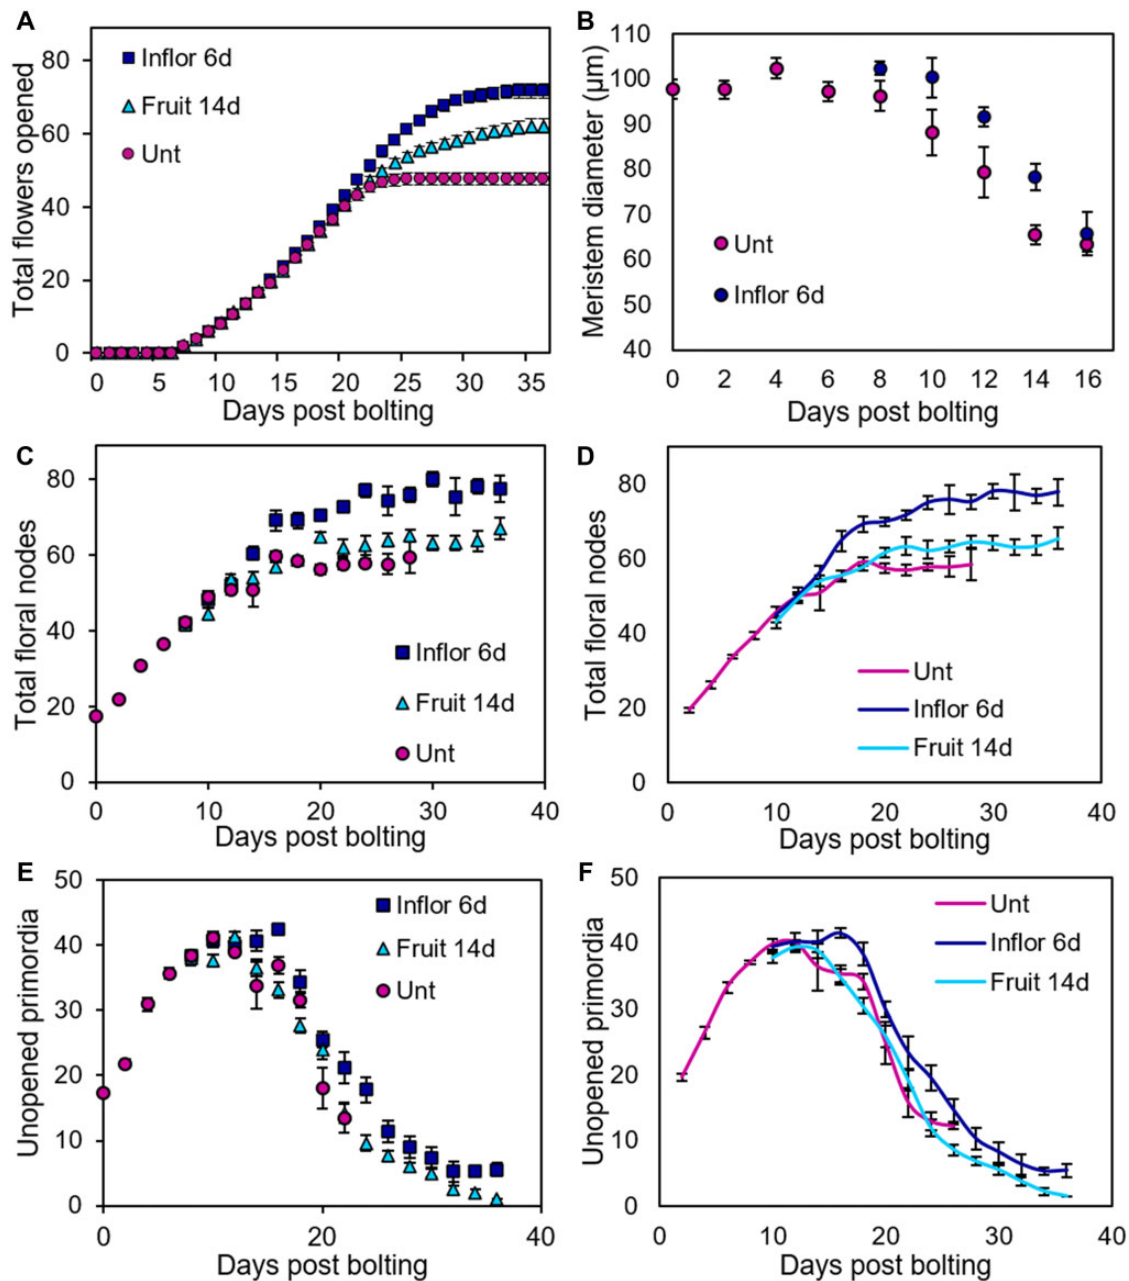 A
Total flowers opened
80
60
40
20
0
Inflor 6d
Fruit 14d
Unt
0 5 10 15 20 25 30 35
Days post bolting
B
Meristem diameter (µm)
110
100
90
80
70
60
50
40
Unt
Inflor 6d
0 2 4 6 8 10 12 14 16
Days post bolting
C
Total floral nodes
80
60
40
20
0
Inflor 6d
Fruit 14d
Unt
0 10 20 30 40
Days post bolting
D
Total floral nodes
80
60
40
20
0
Unt
Inflor 6d
Fruit 14d
0 10 20 30 40
Days post bolting
E
Unopened primordia
50
40
30
20
10
0
Inflor 6d
Fruit 14d
Unt
0 20 40
Days post bolting
F
Unopened primordia
50
40
30
20
10
0
Unt
Inflor 6d
Fruit 14d
0 10 20 30 40
Days post bolting